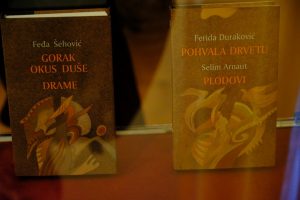 Feđa Šehović
GORAK
OKUS DUŠE
DRAME
Ferida Duraković
POHVALA DRVETU
Selim Arnaut
PLODOVI